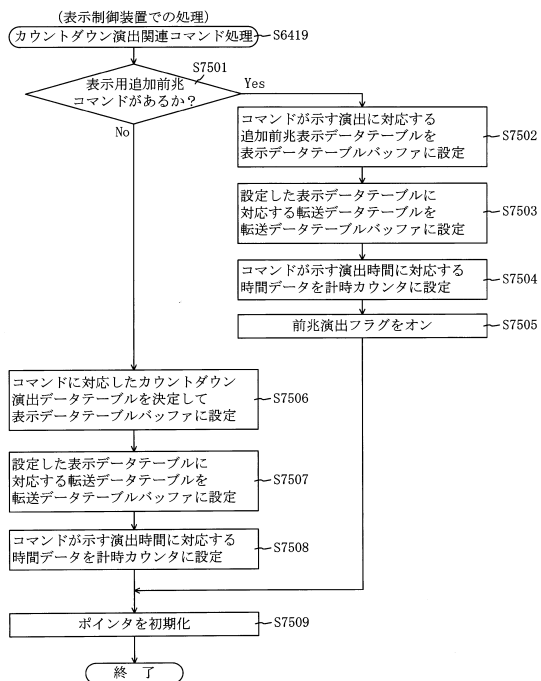 (表示制御装置での処理)
カウントダウン演出関連コマンド処理
S6419
S7501
表示用追加前兆
コマンドがあるか？
Yes
No
コマンドが示す演出に対応する
追加前兆表示データテーブルを
表示データテーブルバッファに設定
S7502
設定した表示データテーブルに
対応する転送データテーブルを
転送データテーブルバッファに設定
S7503
コマンドが示す演出時間に対応する
時間データを計時カウンタに設定
S7504
前兆演出フラグをオン
S7505
コマンドに対応したカウントダウン
演出データテーブルを決定して
表示データテーブルバッファに設定
S7506
設定した表示データテーブルに
対応する転送データテーブルを
転送データテーブルバッファに設定
S7507
コマンドが示す演出時間に対応する
時間データを計時カウンタに設定
S7508
ポインタを初期化
S7509
終 了